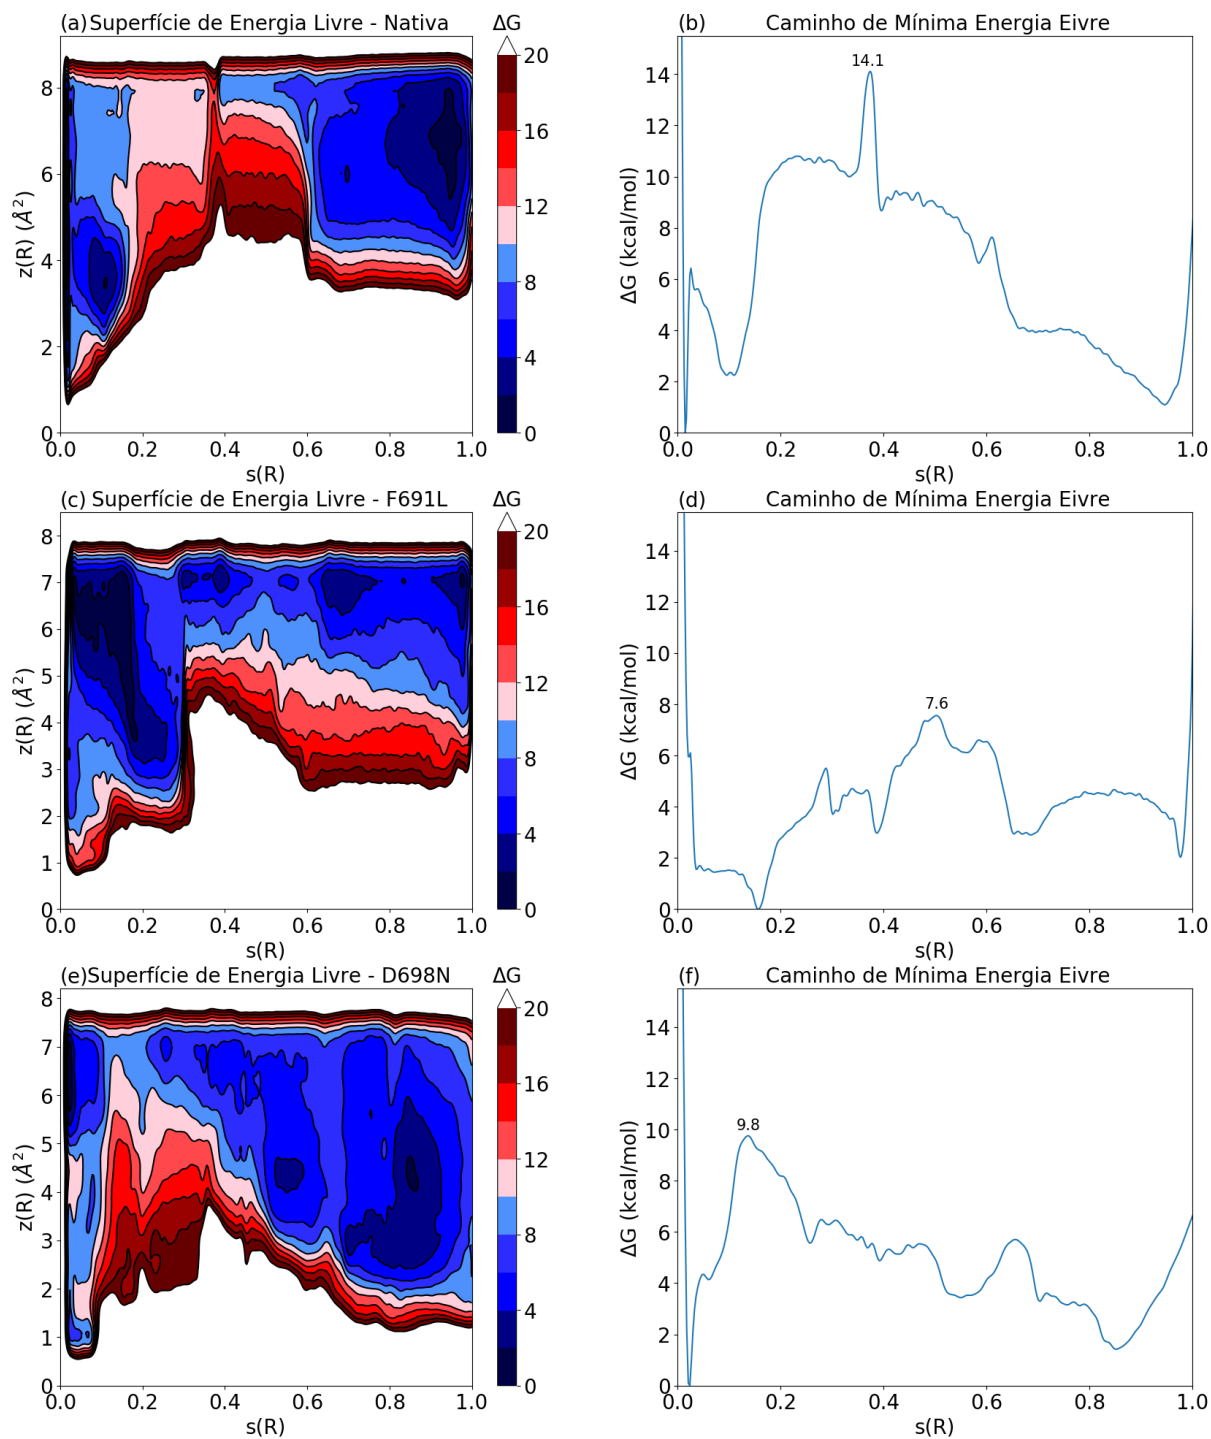 (a) Superfície de Energia Livre - Nativa ΔG
(b) Caminho de Mínima Energia Eivre
z(R) (Å²)
8
6
4
2
0
0.0 0.2 0.4 0.6 0.8 1.0
s(R)
20
16
12
8
4
0
ΔG (kcal/mol)
14
12
10
8
6
4
2
0
14.1
0.0 0.2 0.4 0.6 0.8 1.0
s(R)
(c) Superfície de Energia Livre - F691L ΔG
(d) Caminho de Mínima Energia Eivre
z(R) (Å²)
8
7
6
5
4
3
2
1
0
0.0 0.2 0.4 0.6 0.8 1.0
s(R)
20
16
12
8
4
0
ΔG (kcal/mol)
14
12
10
8
6
4
2
0
7.6
0.0 0.2 0.4 0.6 0.8 1.0
s(R)
(e) Superfície de Energia Livre - D698N ΔG
(f) Caminho de Mínima Energia Eivre
z(R) (Å²)
8
7
6
5
4
3
2
1
0
0.0 0.2 0.4 0.6 0.8 1.0
s(R)
20
16
12
8
4
0
ΔG (kcal/mol)
14
12
10
8
6
4
2
0
9.8
0.0 0.2 0.4 0.6 0.8 1.0
s(R)